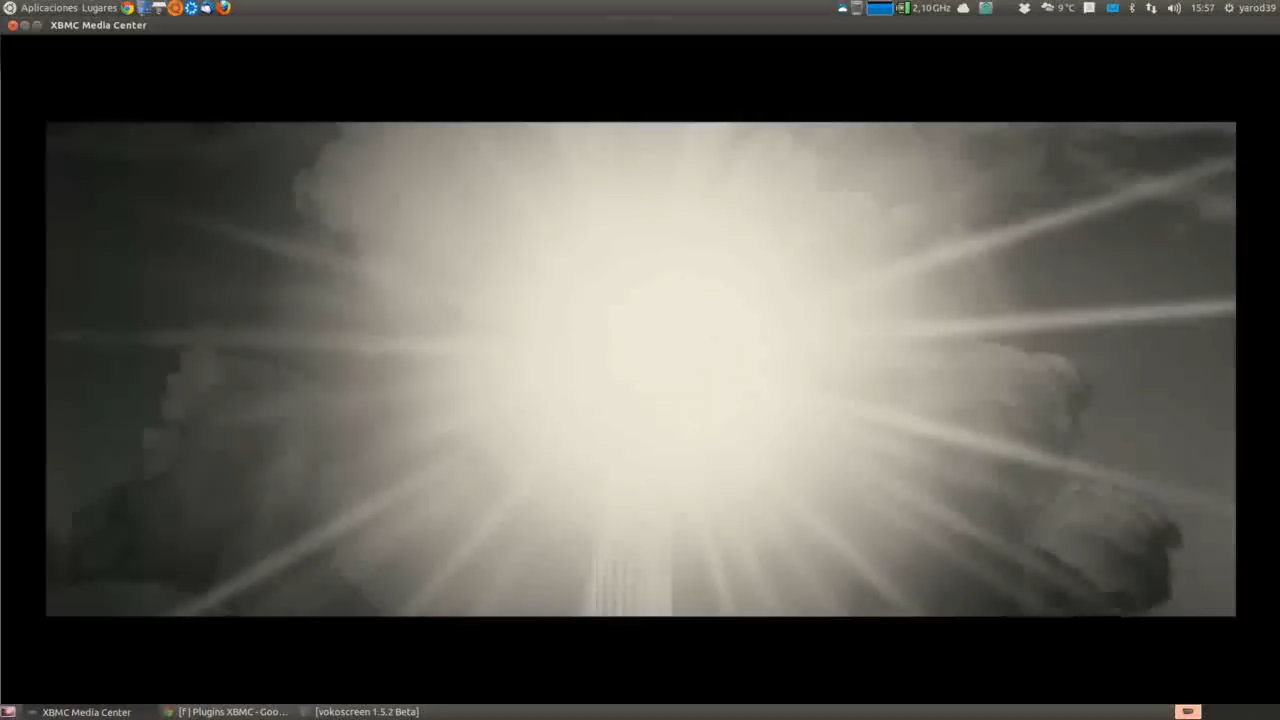 Aplicaciones Lugares 2,10GHz 9 °C 15:57 yarod39
XBMC Media Center
XBMC Media Center [f | Plugins XBMC - Goo... [vokoscreen 1.5.2 Beta]